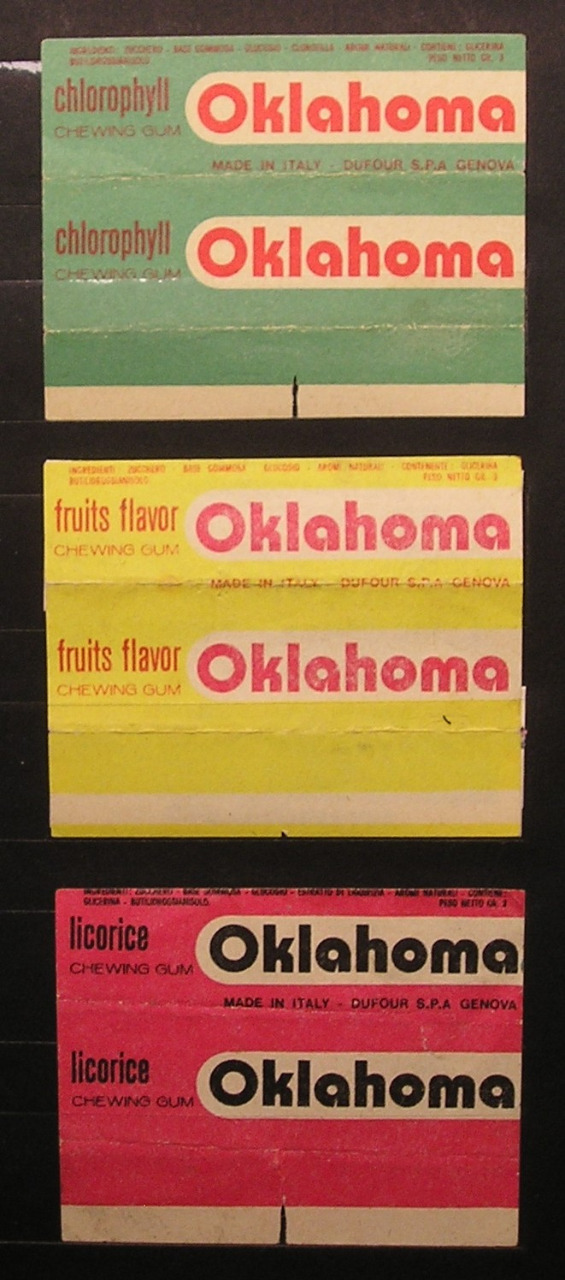 INGREDIENTI: ZUCCHERO - BASE GOMMOSA - GLUCOSIO - CLOROFILLA AROMI NATURALI - CONTIENE: GLICERINA
BUTILIDROSSIANISOLO PESO NETTO GR. 3
chlorophyll Oklahoma
CHEWING GUM
MADE IN ITALY - DUFOUR S.P.A GENOVA
chlorophyll Oklahoma
CHEWING GUM
INGREDIENTI ZUCCHERO - BASE GOMMOSA GLUCOSIO - AROMI NATURALI - CONTENENTE: GLICERINA
BUTILIDROSSIANISOLO PESO NETTO GR. 3
fruits flavor Oklahoma
CHEWING GUM
MADE IN ITALY - DUFOUR S.P.A GENOVA
fruits flavor Oklahoma
CHEWING GUM
INGREDIENTI: ZUCCHERO - BASE GOMMOSA - GLUCOSIO - ESTRATTO DI LIQUIRIZIA - AROMI NATURALI - CONTIENE:
GLICERINA - BUTILIDROSSIANISOLO. PESO NETTO GR. 3
licorice Oklahoma
CHEWING GUM
MADE IN ITALY - DUFOUR S.P.A GENOVA
licorice Oklahoma
CHEWING GUM